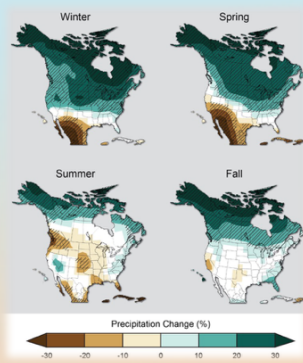 Winter
Spring
Summer
Fall
Precipitation Change (%)
-30
-20
-10
0
10
20
30